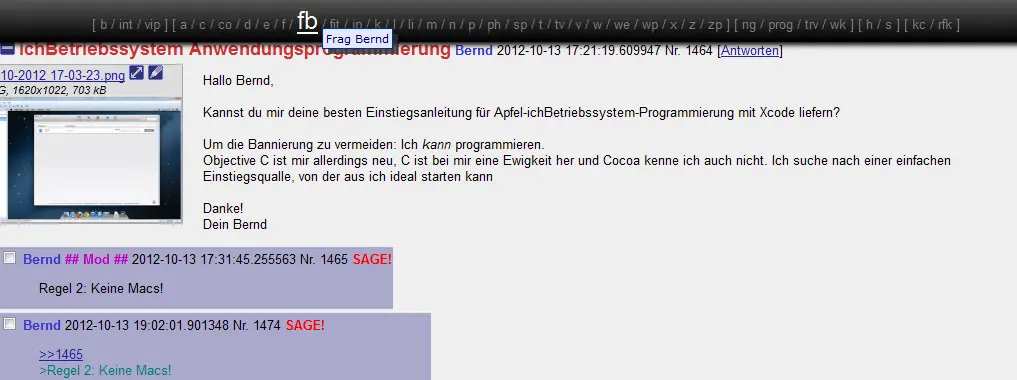 [ b / int / vip ] [ a / c / co / d / e / f / fb / fit / jp / k / l / li / m / n / p / ph / sp / t / tv / v / w / we / wp / x / z / zp ] [ ng / prog / trv / wk ] [ h / s ] [ kc / rfk ]
Frag Bernd
ichBetriebssystem Anwendungsprogrammierung Bernd 2012-10-13 17:21:19.609947 Nr. 1464 [Antworten]
10-2012 17-03-23.png
G, 1620x1022, 703 kB
Hallo Bernd,
Kannst du mir deine besten Einstiegsanleitung für Apfel-ichBetriebssystem-Programmierung mit Xcode liefern?
Um die Bannierung zu vermeiden: Ich kann programmieren.
Objective C ist mir allerdings neu, C ist bei mir eine Ewigkeit her und Cocoa kenne ich auch nicht. Ich suche nach einer einfachen
Einstiegsqualle, von der aus ich ideal starten kann
Danke!
Dein Bernd
Bernd ## Mod ## 2012-10-13 17:31:45.255563 Nr. 1465 SAGE!
Regel 2: Keine Macs!
Bernd 2012-10-13 19:02:01.901348 Nr. 1474 SAGE!
>>1465
>Regel 2: Keine Macs!